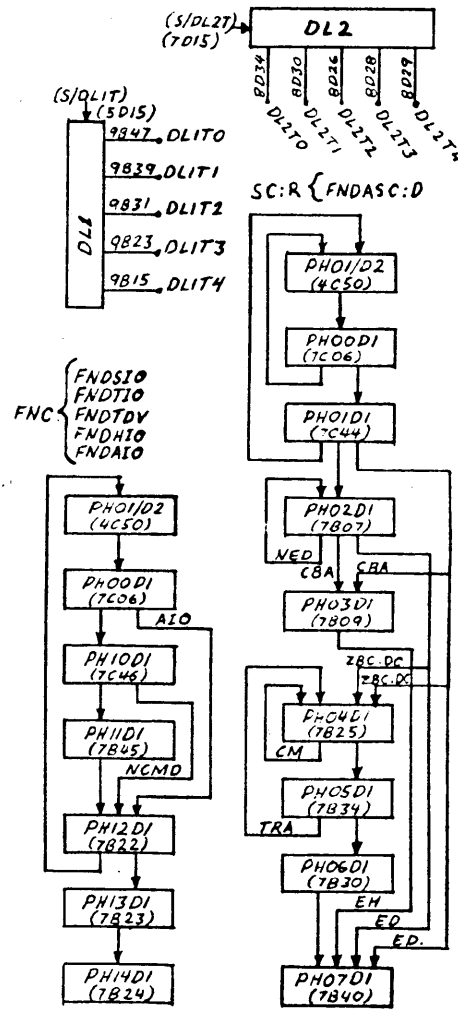 (S/DL2T)
(7D15)
DL2
8D34
8D30
8D26
8D28
8D29
DL2T0
DL2T1
DL2T2
DL2T3
DL2T4
(S/DL1T)
(5D15)
DL1
9B47 DL1T0
9B39 DL1T1
9B31 DL1T2
9B23 DL1T3
9B15 DL1T4
SC:R { FNDASC:D
PH01/D2
(4C50)
PH00D1
(7C06)
PH01D1
(7C44)
PH02D1
(7B07)
NED
CBA
CBA
PH03D1
(7B09)
ZBC.DC
ZBC.DC
PH04D1
(7B25)
CM
PH05D1
(7B34)
TRA
PH06D1
(7B30)
EH
ED
ED.
PH07D1
(7B40)
FNC:
FNDSIO
FNDTIO
FNDTDV
FNDHIO
FNDAIO
PH01/D2
(4C50)
PH00D1
(7C06)
AIO
PH10D1
(7C46)
PH11D1
(7B45)
NCMD
PH12D1
(7B22)
PH13D1
(7B23)
PH14D1
(7B24)